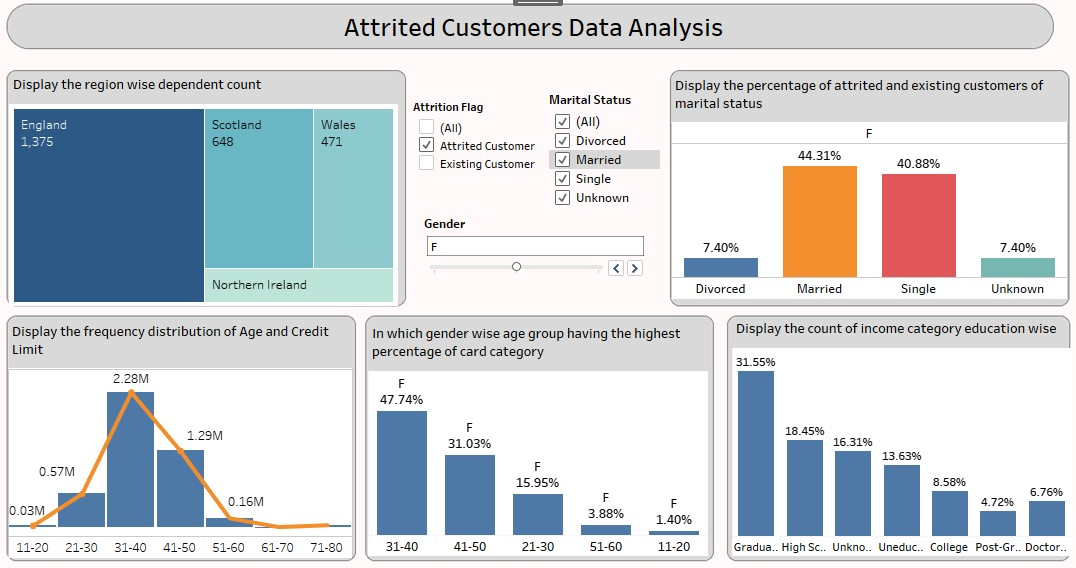 Attrited Customers Data Analysis
Display the region wise dependent count
England
1,375
Scotland
648
Wales
471
Northern Ireland
Attrition Flag
(All)
Attrited Customer
Existing Customer
Marital Status
(All)
Divorced
Married
Single
Unknown
Gender
F
Display the percentage of attrited and existing customers of
marital status
F
7.40%
44.31%
40.88%
7.40%
Divorced
Married
Single
Unknown
Display the frequency distribution of Age and Credit
Limit
0.03M
0.57M
2.28M
1.29M
0.16M
11-20
21-30
31-40
41-50
51-60
61-70
71-80
In which gender wise age group having the highest
percentage of card category
F
47.74%
F
31.03%
F
15.95%
F
3.88%
F
1.40%
31-40
41-50
21-30
51-60
11-20
Display the count of income category education wise
31.55%
18.45%
16.31%
13.63%
8.58%
4.72%
6.76%
Gradua..
High Sc..
Unkno..
Uneduc..
College
Post-Gr..
Doctor..